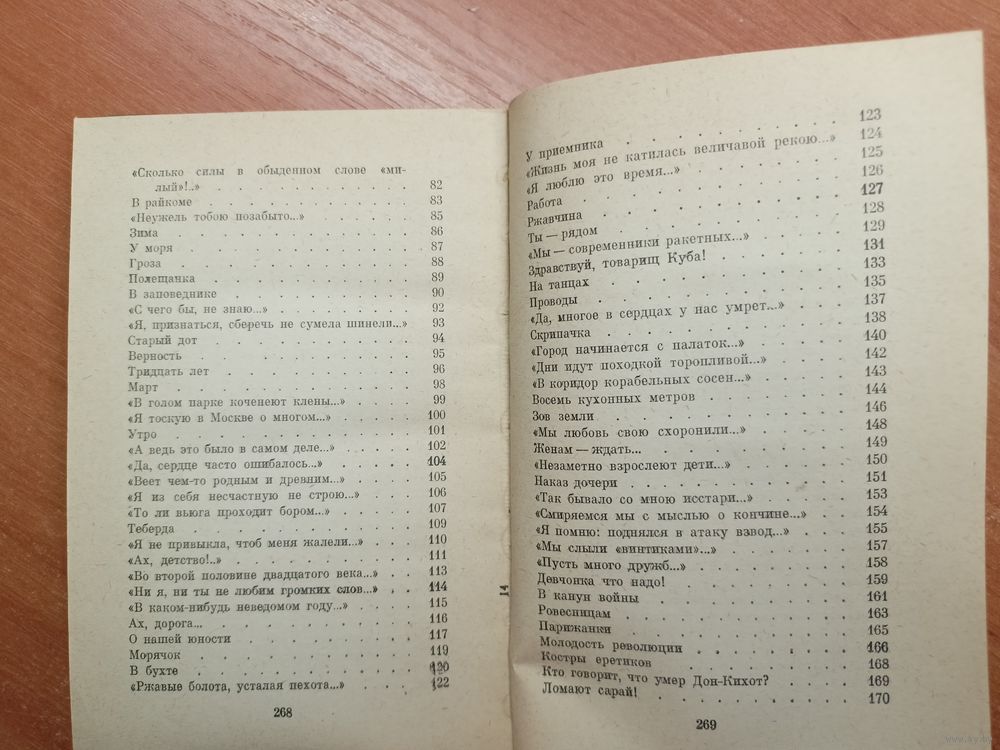 «Сколько силы в обыденном слове «ми-
лый»!..» . . . . . . . . . . 82
В райкоме . . . . . . . . . . 83
«Неужель тобою позабыто...» . . . . . 85
Зима . . . . . . . . . . 86
У моря . . . . . . . . . . 87
Гроза . . . . . . . . . . 88
Полещанка . . . . . . . . . . 89
В заповеднике . . . . . . . . . 90
«С чего бы, не знаю...» . . . . . . 92
«Я, признаться, сберечь не сумела шинели...» 93
Старый дот . . . . . . . . . 94
Верность . . . . . . . . . . 95
Тридцать лет . . . . . . . . . 96
Март . . . . . . . . . . 98
«В голом парке коченеют клены...» . . . 99
«Я тоскую в Москве о многом...» . . . . 100
Утро . . . . . . . . . . 101
«А ведь это было в самом деле...» . . . . 102
«Да, сердце часто ошибалось...» . . . . 104
«Веет чем-то родным и древним...» . . . . 105
«Я из себя несчастную не строю...» . . . 106
«То ли вьюга проходит бором...» . . . . 107
Теберда . . . . . . . . . . 109
«Я не привыкла, чтоб меня жалели...» . . . 110
«Ах, детство!..» . . . . . . . . 111
«Во второй половине двадцатого века...» . . 113
«Ни я, ни ты не любим громких слов...» . . 114
«В каком-нибудь неведомом году...» . . . 115
Ах, дорога... . . . . . . . . . 116
О нашей юности . . . . . . . . 117
Морячок . . . . . . . . . . 119
В бухте . . . . . . . . . . 120
«Ржавые болота, усталая пехота...» . . . 122
268
У приемника . . . . . . . . . 123
«Жизнь моя не катилась величавой рекою...» 124
«Я люблю это время...» . . . . . . 125
Работа . . . . . . . . . . 126
Ржавчина . . . . . . . . . . 127
Ты — рядом . . . . . . . . . 128
«Мы — современники ракетных...» . . . . 129
Здравствуй, товарищ Куба! . . . . . . 131
На танцах . . . . . . . . . . 133
Проводы . . . . . . . . . . 135
«Да, многое в сердцах у нас умрет...» . . . 137
Скрипачка . . . . . . . . . . 138
«Город начинается с палаток...» . . . . 140
«Дни идут походкой торопливой...» . . . . 142
«В коридор корабельных сосен...» . . . . 143
Восемь кухонных метров . . . . . . 144
Зов земли . . . . . . . . . . 146
«Мы любовь свою схоронили...» . . . . 148
Женам — ждать... . . . . . . . . 149
«Незаметно взрослеют дети...» . . . . . 150
Наказ дочери . . . . . . . . . 151
«Так бывало со мною исстари...» . . . . 153
«Смиряемся мы с мыслью о кончине...» . . 154
«Я помню: поднялся в атаку взвод...» . . . 155
«Мы слыли «винтиками»...» . . . . . 157
«Пусть много дружб...» . . . . . . 158
Девчонка что надо! . . . . . . . 159
В канун войны . . . . . . . . 161
Ровесницам . . . . . . . . . 163
Парижанки . . . . . . . . . 165
Молодость революции . . . . . . . 166
Костры еретиков . . . . . . . . 168
Кто говорит, что умер Дон-Кихот? . . . . 169
Ломают сарай! . . . . . . . . 170
269